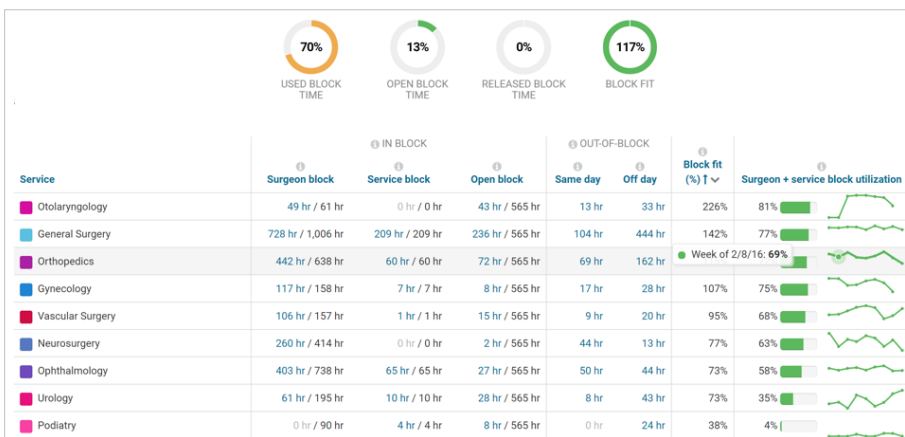 70%
13%
0%
117%
USED BLOCK TIME
OPEN BLOCK TIME
RELEASED BLOCK TIME
BLOCK FIT
IN BLOCK
OUT-OF-BLOCK
Service
Surgeon block
Service block
Open block
Same day
Off day
Block fit (%)
Surgeon + service block utilization
Otolaryngology 49 hr / 61 hr 0 hr / 0 hr 43 hr / 565 hr 13 hr 33 hr 226% 81%
General Surgery 728 hr / 1,006 hr 209 hr / 209 hr 236 hr / 565 hr 104 hr 444 hr 142% 77%
Orthopedics 442 hr / 638 hr 60 hr / 60 hr 72 hr / 565 hr 69 hr 162 hr
Week of 2/8/16: 69%
Gynecology 117 hr / 158 hr 7 hr / 7 hr 8 hr / 565 hr 17 hr 28 hr 107% 75%
Vascular Surgery 106 hr / 157 hr 1 hr / 1 hr 15 hr / 565 hr 9 hr 20 hr 95% 68%
Neurosurgery 260 hr / 414 hr 0 hr / 0 hr 2 hr / 565 hr 44 hr 13 hr 77% 63%
Ophthalmology 403 hr / 738 hr 65 hr / 65 hr 27 hr / 565 hr 50 hr 44 hr 73% 58%
Urology 61 hr / 195 hr 10 hr / 10 hr 28 hr / 565 hr 8 hr 43 hr 73% 35%
Podiatry 0 hr / 90 hr 4 hr / 4 hr 8 hr / 565 hr 0 hr 24 hr 38% 4%